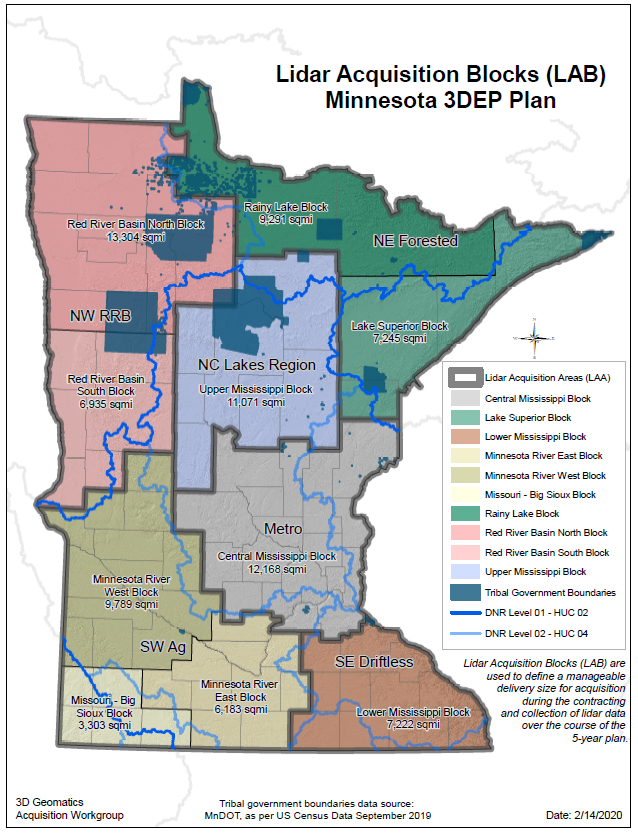 Lidar Acquisition Blocks (LAB)
Minnesota 3DEP Plan
Rainy Lake Block
9,291 sqmi
Red River Basin North Block
13,304 sqmi
NE Forested
NW RRB
Lake Superior Block
7,245 sqmi
NC Lakes Region
Red River Basin
South Block
6,935 sqmi
Upper Mississippi Block
11,071 sqmi
Metro
Central Mississippi Block
12,168 sqmi
Minnesota River
West Block
9,789 sqmi
SW Ag
SE Driftless
Minnesota River
East Block
6,183 sqmi
Missouri - Big
Sioux Block
3,303 sqmi
Lower Mississippi Block
7,222 sqmi
N
W
E
S
Lidar Acquisition Areas (LAA)
Central Mississippi Block
Lake Superior Block
Lower Mississippi Block
Minnesota River East Block
Minnesota River West Block
Missouri - Big Sioux Block
Rainy Lake Block
Red River Basin North Block
Red River Basin South Block
Upper Mississippi Block
Tribal Government Boundaries
DNR Level 01 - HUC 02
DNR Level 02 - HUC 04
Lidar Acquisition Blocks (LAB) are
used to define a manageable
delivery size for acquisition
during the contracting
and collection of lidar data
over the course of the
5-year plan.
3D Geomatics
Acquisition Workgroup
Tribal government boundaries data source:
MnDOT, as per US Census Data September 2019
Date: 2/14/2020